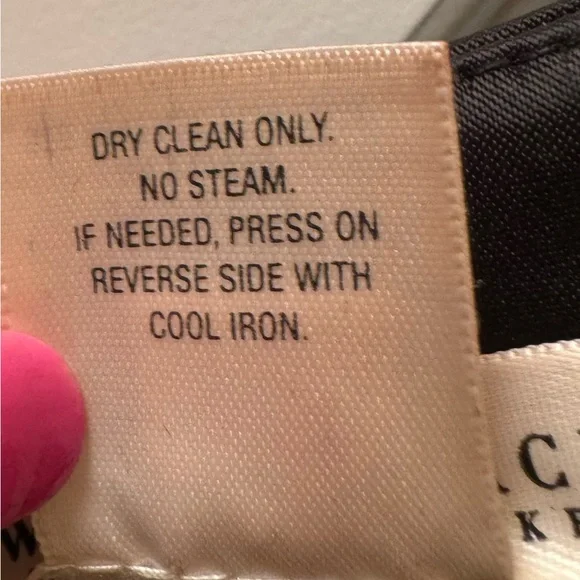 DRY CLEAN ONLY.
NO STEAM.
IF NEEDED, PRESS ON
REVERSE SIDE WITH
COOL IRON.